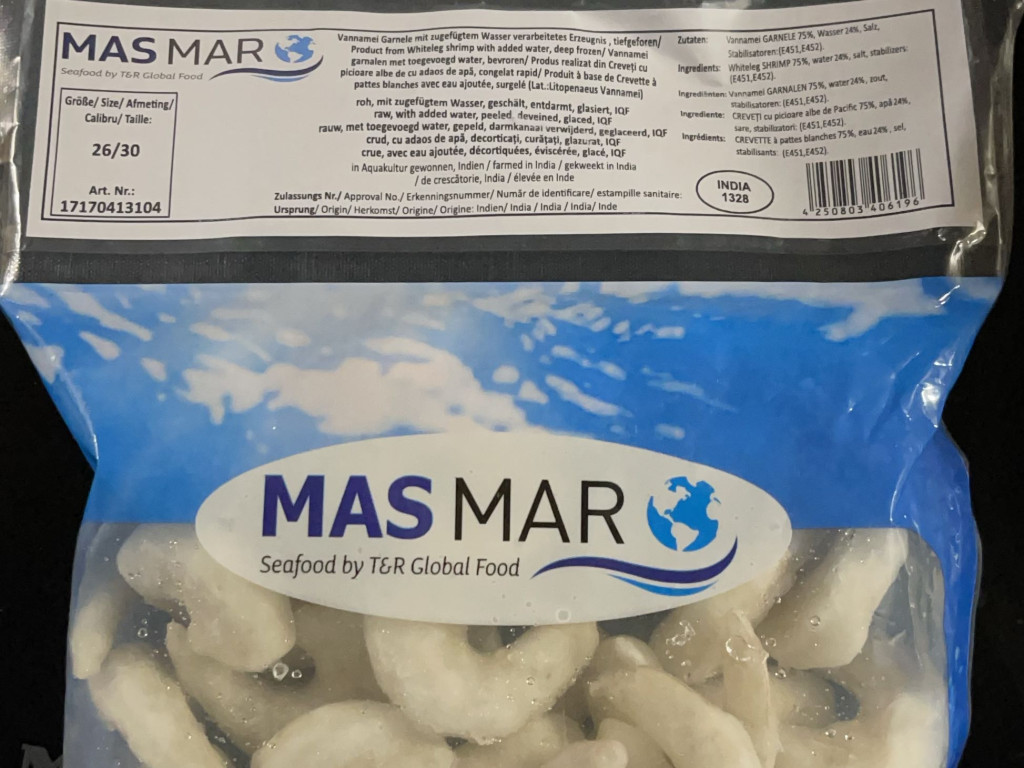 MAS MAR
Seafood by T&R Global Food
Größe/ Size/ Afmeting/
Calibru/ Taille:
26/30
Art. Nr.:
17170413104
Vannamei Garnele mit zugefügtem Wasser verarbeitetes Erzeugnis , tiefgeforen/
Product from Whiteleg shrimp with added water, deep frozen/ Vannamei
garnalen met toegevoegd water, bevroren/ Produs realizat din Creveți cu
picioare albe de cu adaos de apă, congelat rapid/ Produit à base de Crevette à
pattes blanches avec eau ajoutée, surgelé (Lat.:Litopenaeus Vannamei)
roh, mit zugefügtem Wasser, geschält, entdarmt, glasiert, IQF
raw, with added water, peeled, deveined, glaced, IQF
rauw, met toegevoegd water, gepeld, darmkanaal verwijderd, geglaceerd, IQF
crud, cu adaos de apă, decorticați, curățați, glazurat, IQF
crue, avec eau ajoutée, décortiquées, éviscérée, glacé, IQF
in Aquakultur gewonnen, Indien / farmed in India / gekweekt in India
/ de crescătorie, India / élevée en Inde
Zulassungs Nr./ Approval No./ Erkenningsnummer/ Număr de identificare/ estampille sanitaire:
Ursprung/ Origin/ Herkomst/ Origine/ Origine: Indien/ India / India / India/ Inde
INDIA
1328
Zutaten: Vannamei GARNELE 75%, Wasser 24%, Salz,
Stabilisatoren:(E451,E452).
Ingredients: Whiteleg SHRIMP 75%, water 24%, salt, stabilizers:
(E451,E452).
Ingrediënten: Vannamei GARNALEN 75%, water 24%, zout,
stabilisatoren: (E451,E452).
Ingrediente: CREVEȚI cu picioare albe de Pacific 75%, apă 24%,
sare, stabilizatori: (E451,E452).
Ingrédients: CREVETTE à pattes blanches 75%, eau 24% , sel,
stabilisants: (E451,E452).
4 250803 406196
MAS MAR
Seafood by T&R Global Food